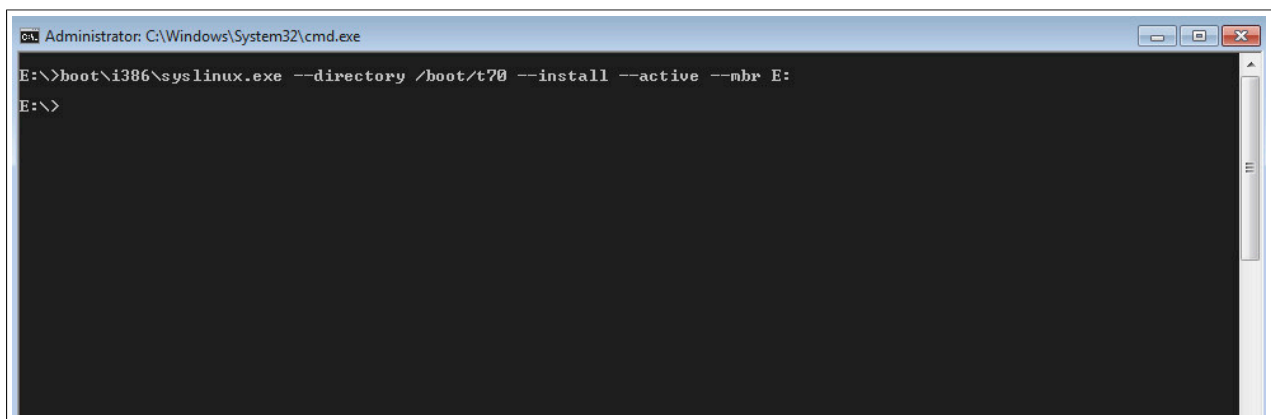 Administrator: C:\Windows\System32\cmd.exe
E:\>boot\i386\syslinux.exe --directory /boot/t70 --install --active --mbr E:
E:\>